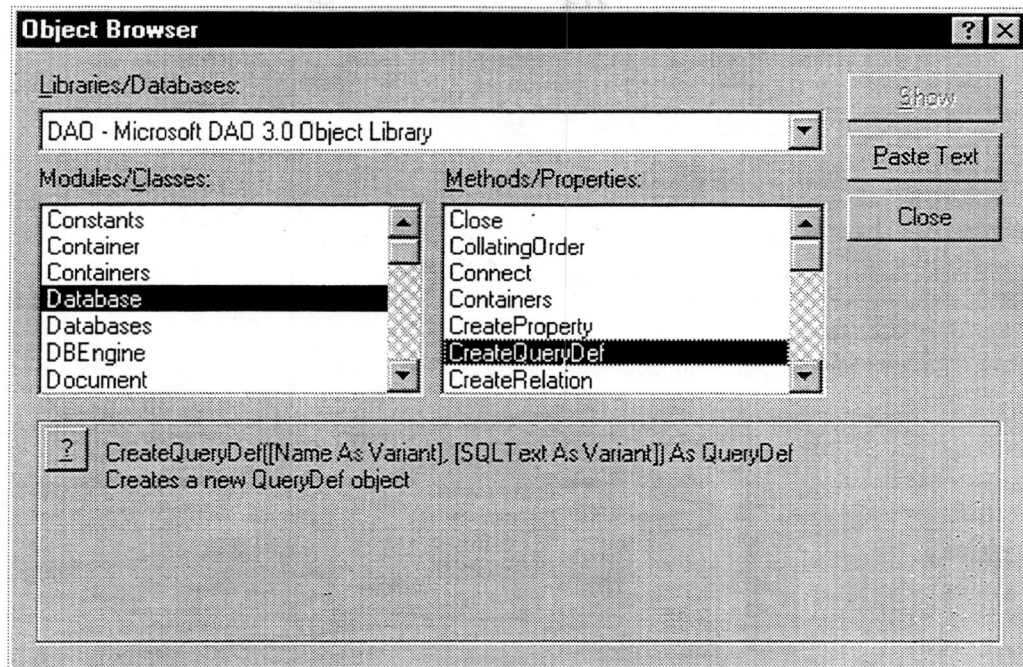 Object Browser
? ×
Libraries/Databases:
DAO - Microsoft DAO 3.0 Object Library
Show
Paste Text
Close
Modules/Classes:
Methods/Properties:
Constants
Container
Containers
Database
Databases
DBEngine
Document
Close
CollatingOrder
Connect
Containers
CreateProperty
CreateQueryDef
CreateRelation
?
CreateQueryDef([Name As Variant], [SQLText As Variant]) As QueryDef
Creates a new QueryDef object